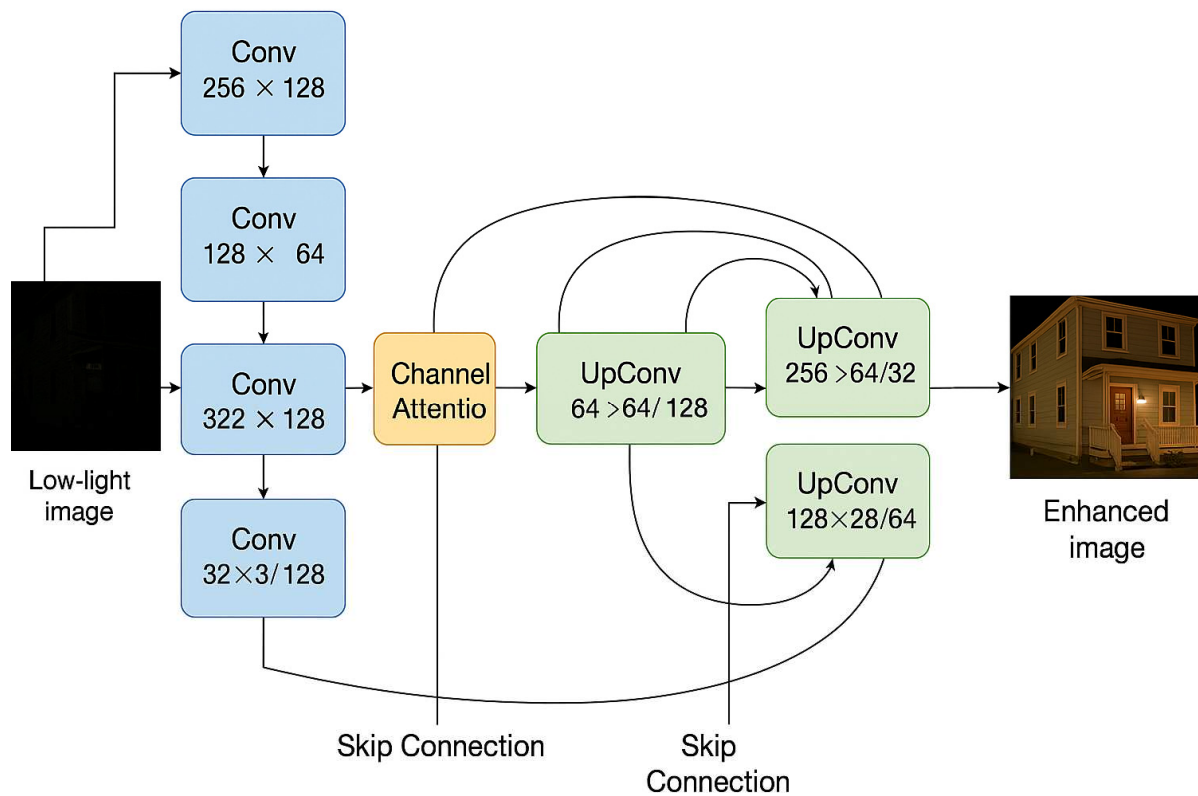 Conv
256 × 128
Conv
128 × 64
Low-light
image
Conv
322 × 128
Conv
32×3/128
Channel
Attentio
UpConv
64 >64/128
UpConv
256 >64/32
UpConv
128×28/64
Enhanced
image
Skip Connection
Skip
Connection